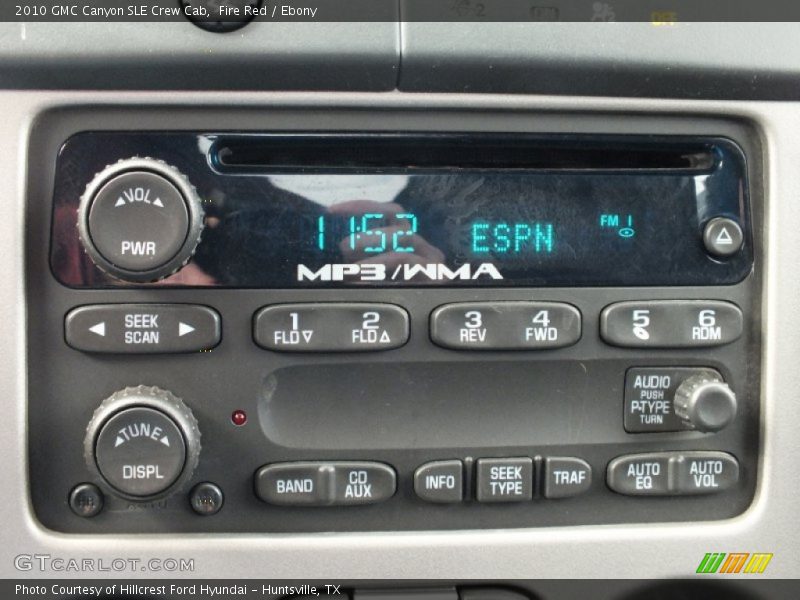 2010 GMC Canyon SLE Crew Cab,  Fire Red / Ebony
VOL
PWR
11:52 ESPN FM 1
MP3/WMA
SEEK
SCAN
1 2
FLD FLD
3 4
REV FWD
5 6
RDM
AUDIO
PUSH
P-TYPE
TURN
TUNE
DISPL
BAND
CD
AUX
INFO
SEEK
TYPE
TRAF
AUTO
EQ
AUTO
VOL
GTCARLOT.COM
Photo Courtesy of Hillcrest Ford Hyundai - Huntsville, TX